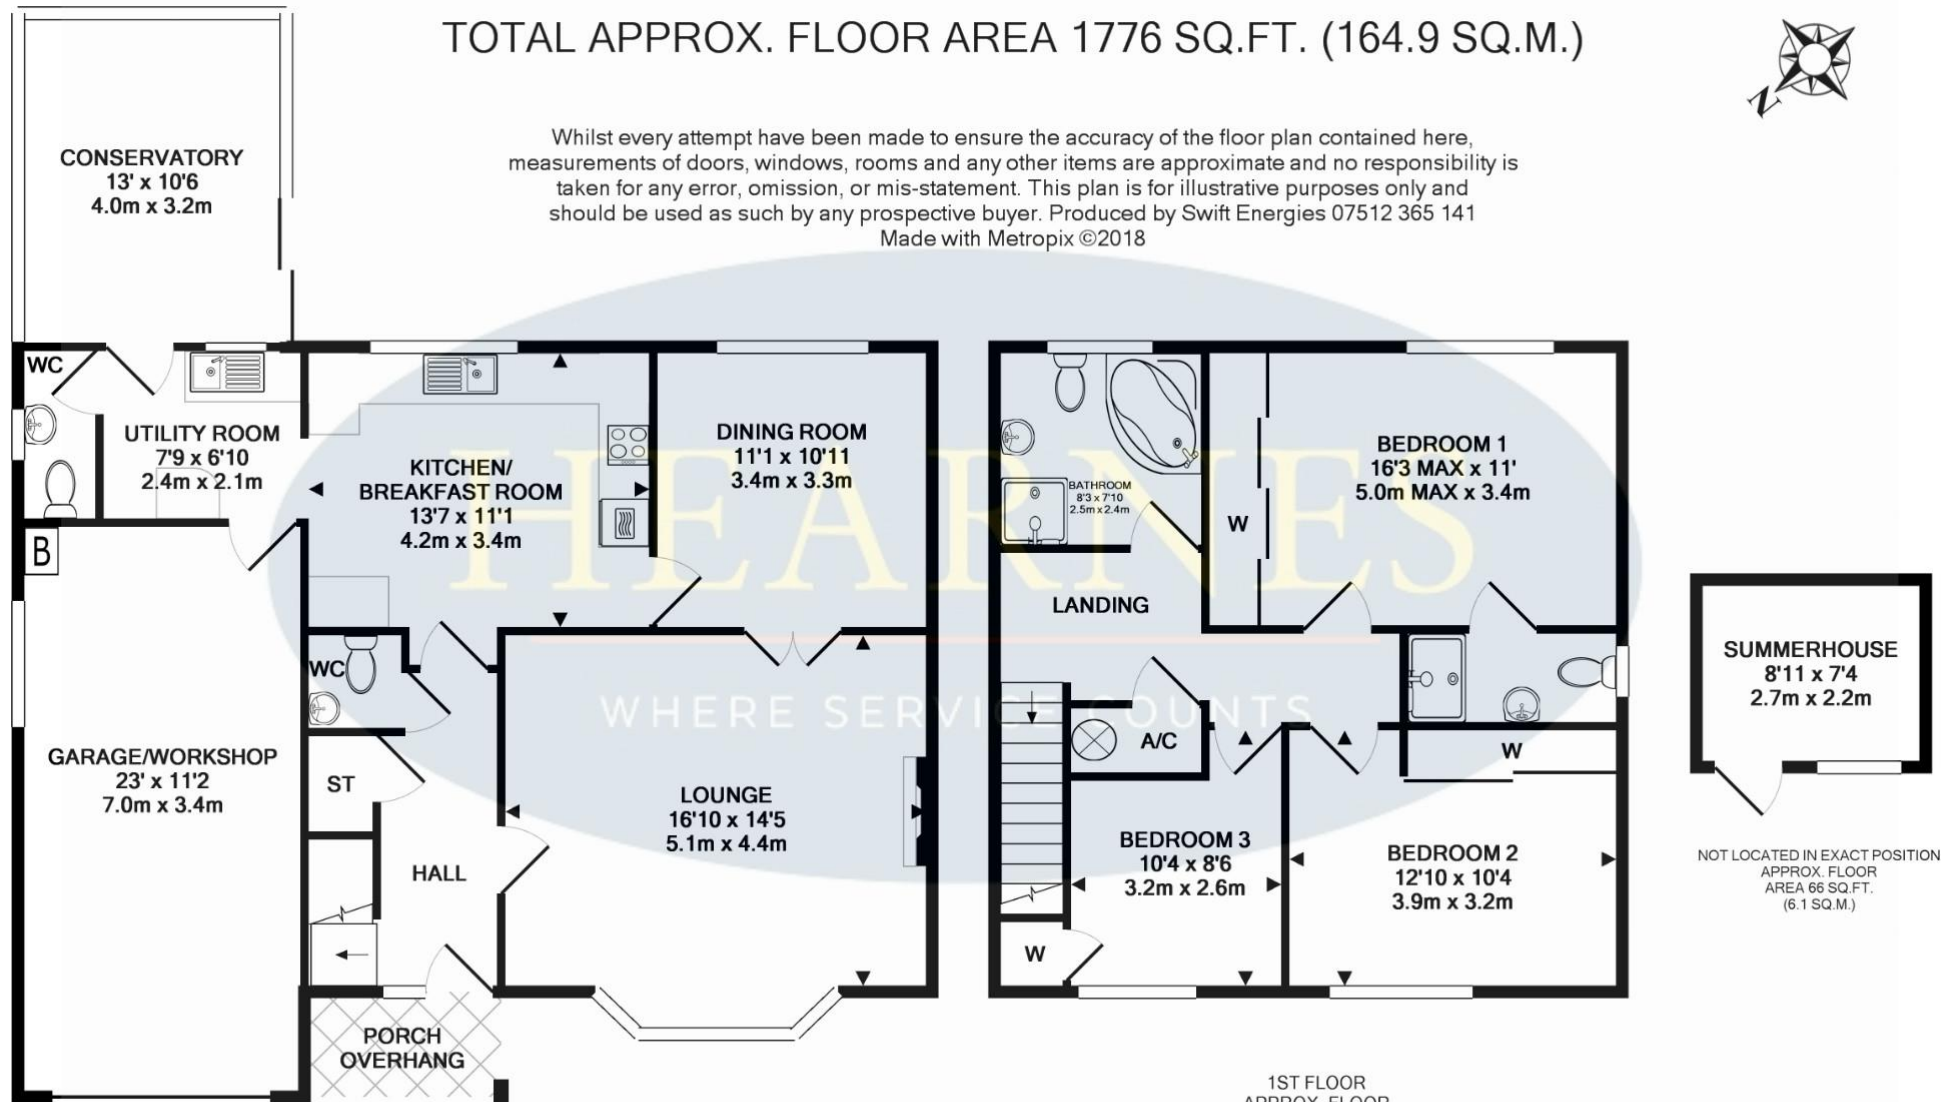 TOTAL APPROX. FLOOR AREA 1776 SQ.FT. (164.9 SQ.M.)
N
Whilst every attempt have been made to ensure the accuracy of the floor plan contained here,
measurements of doors, windows, rooms and any other items are approximate and no responsibility is
taken for any error, omission, or mis-statement. This plan is for illustrative purposes only and
should be used as such by any prospective buyer. Produced by Swift Energies 07512 365 141
Made with Metropix ©2018
CONSERVATORY
13' x 10'6
4.0m x 3.2m
WC
UTILITY ROOM
7'9 x 6'10
2.4m x 2.1m
KITCHEN/
BREAKFAST ROOM
13'7 x 11'1
4.2m x 3.4m
DINING ROOM
11'1 x 10'11
3.4m x 3.3m
B
WC
ST
GARAGE/WORKSHOP
23' x 11'2
7.0m x 3.4m
HALL
LOUNGE
16'10 x 14'5
5.1m x 4.4m
PORCH
OVERHANG
HEARNES
WHERE SERVICE COUNTS
BATHROOM
8'3 x 7'10
2.5m x 2.4m
W
BEDROOM 1
16'3 MAX x 11'
5.0m MAX x 3.4m
LANDING
A/C
W
BEDROOM 3
10'4 x 8'6
3.2m x 2.6m
BEDROOM 2
12'10 x 10'4
3.9m x 3.2m
W
SUMMERHOUSE
8'11 x 7'4
2.7m x 2.2m
NOT LOCATED IN EXACT POSITION
APPROX. FLOOR
AREA 66 SQ.FT.
(6.1 SQ.M.)
1ST FLOOR
APPROX. FLOOR